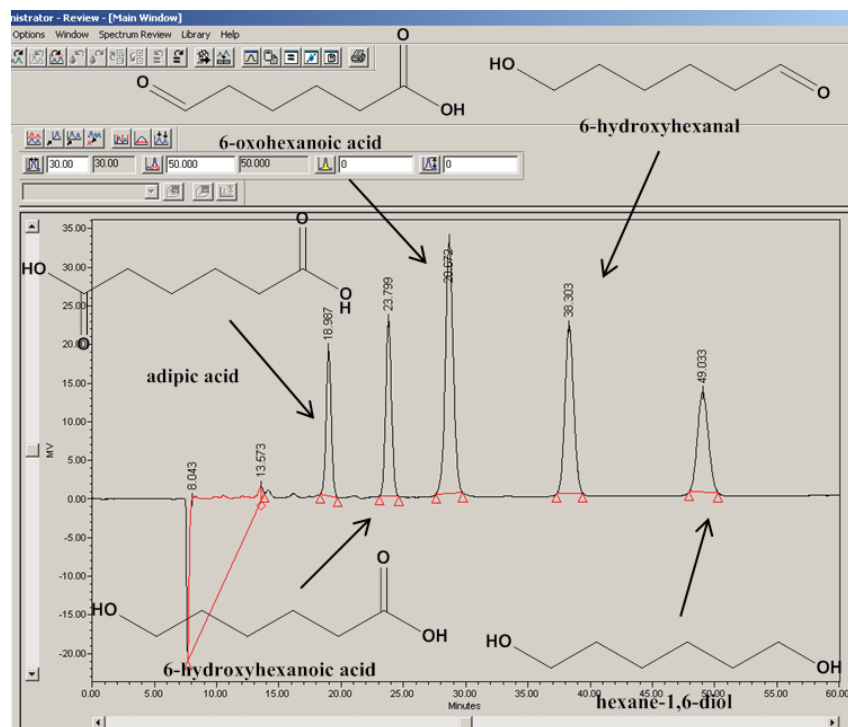 nistrator - Review - [Main Window]
Options Window Spectrum Review Library Help
O
O
OH
HO
O
6-oxohexanoic acid
6-hydroxyhexanal
30.00 30.00 50.000 50.000 0 0
35.00
30.00
25.00
20.00
15.00
10.00
5.00
0.00
-5.00
-10.00
-15.00
-20.00
MV
O
HO
O
H
O
adipic acid
8.043
13.573
18.987
23.799
28.672
38.303
49.033
O
HO
OH
6-hydroxyhexanoic acid
HO
OH
hexane-1,6-diol
0.00 5.00 10.00 15.00 20.00 25.00 30.00 35.00 40.00 45.00 50.00 55.00 60.00
Minutes